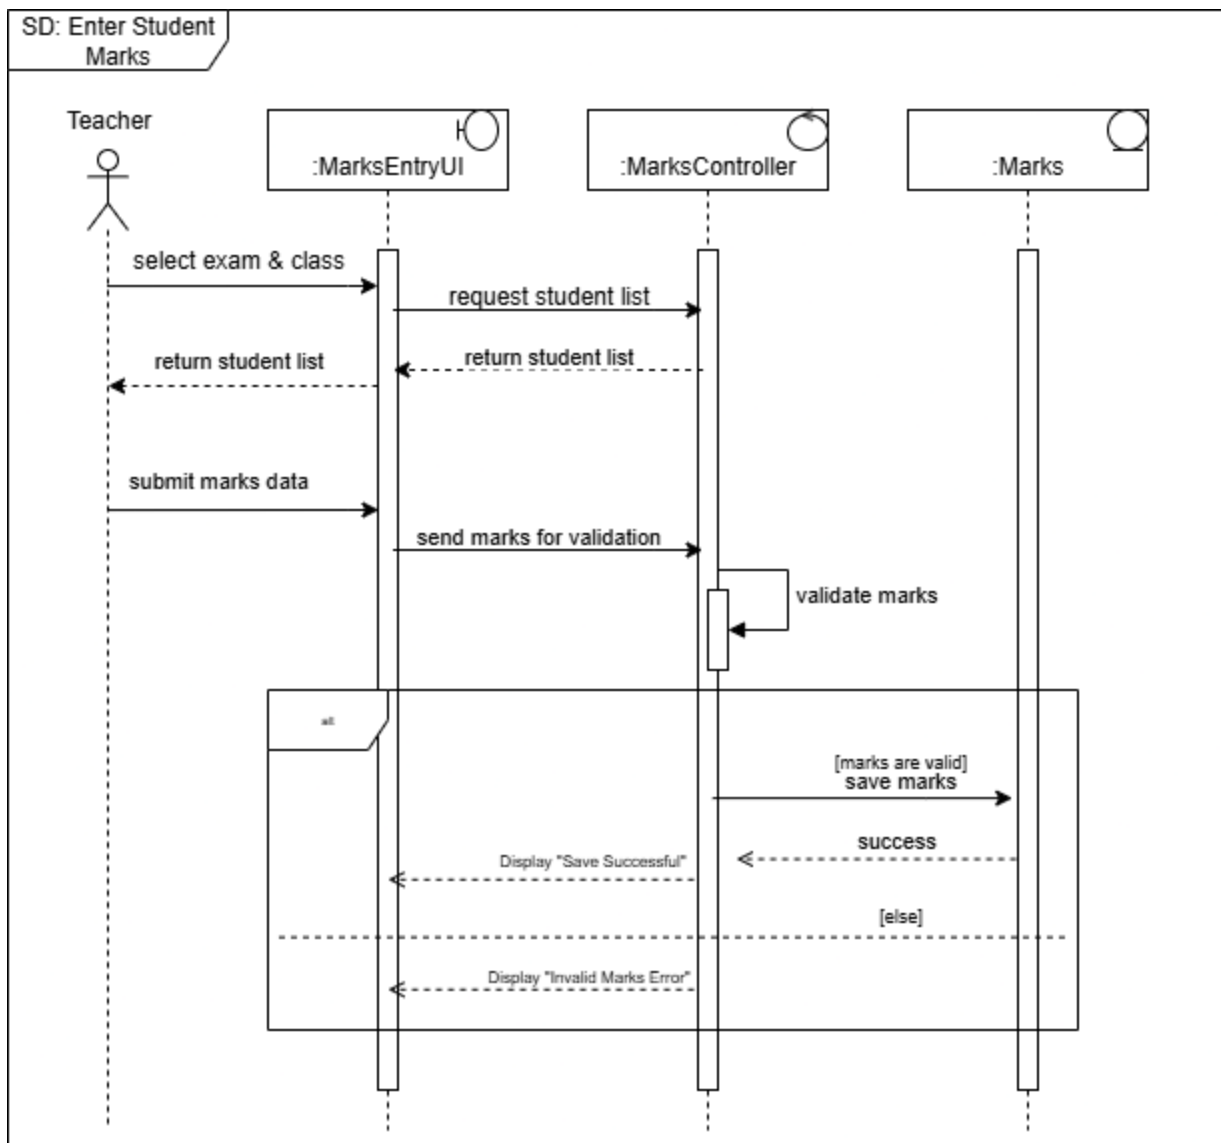 SD: Enter Student
Marks
Teacher
:MarksEntryUI
:MarksController
:Marks
select exam & class
request student list
return student list
return student list
submit marks data
send marks for validation
validate marks
alt
[marks are valid]
save marks
success
Display "Save Successful"
[else]
Display "Invalid Marks Error"